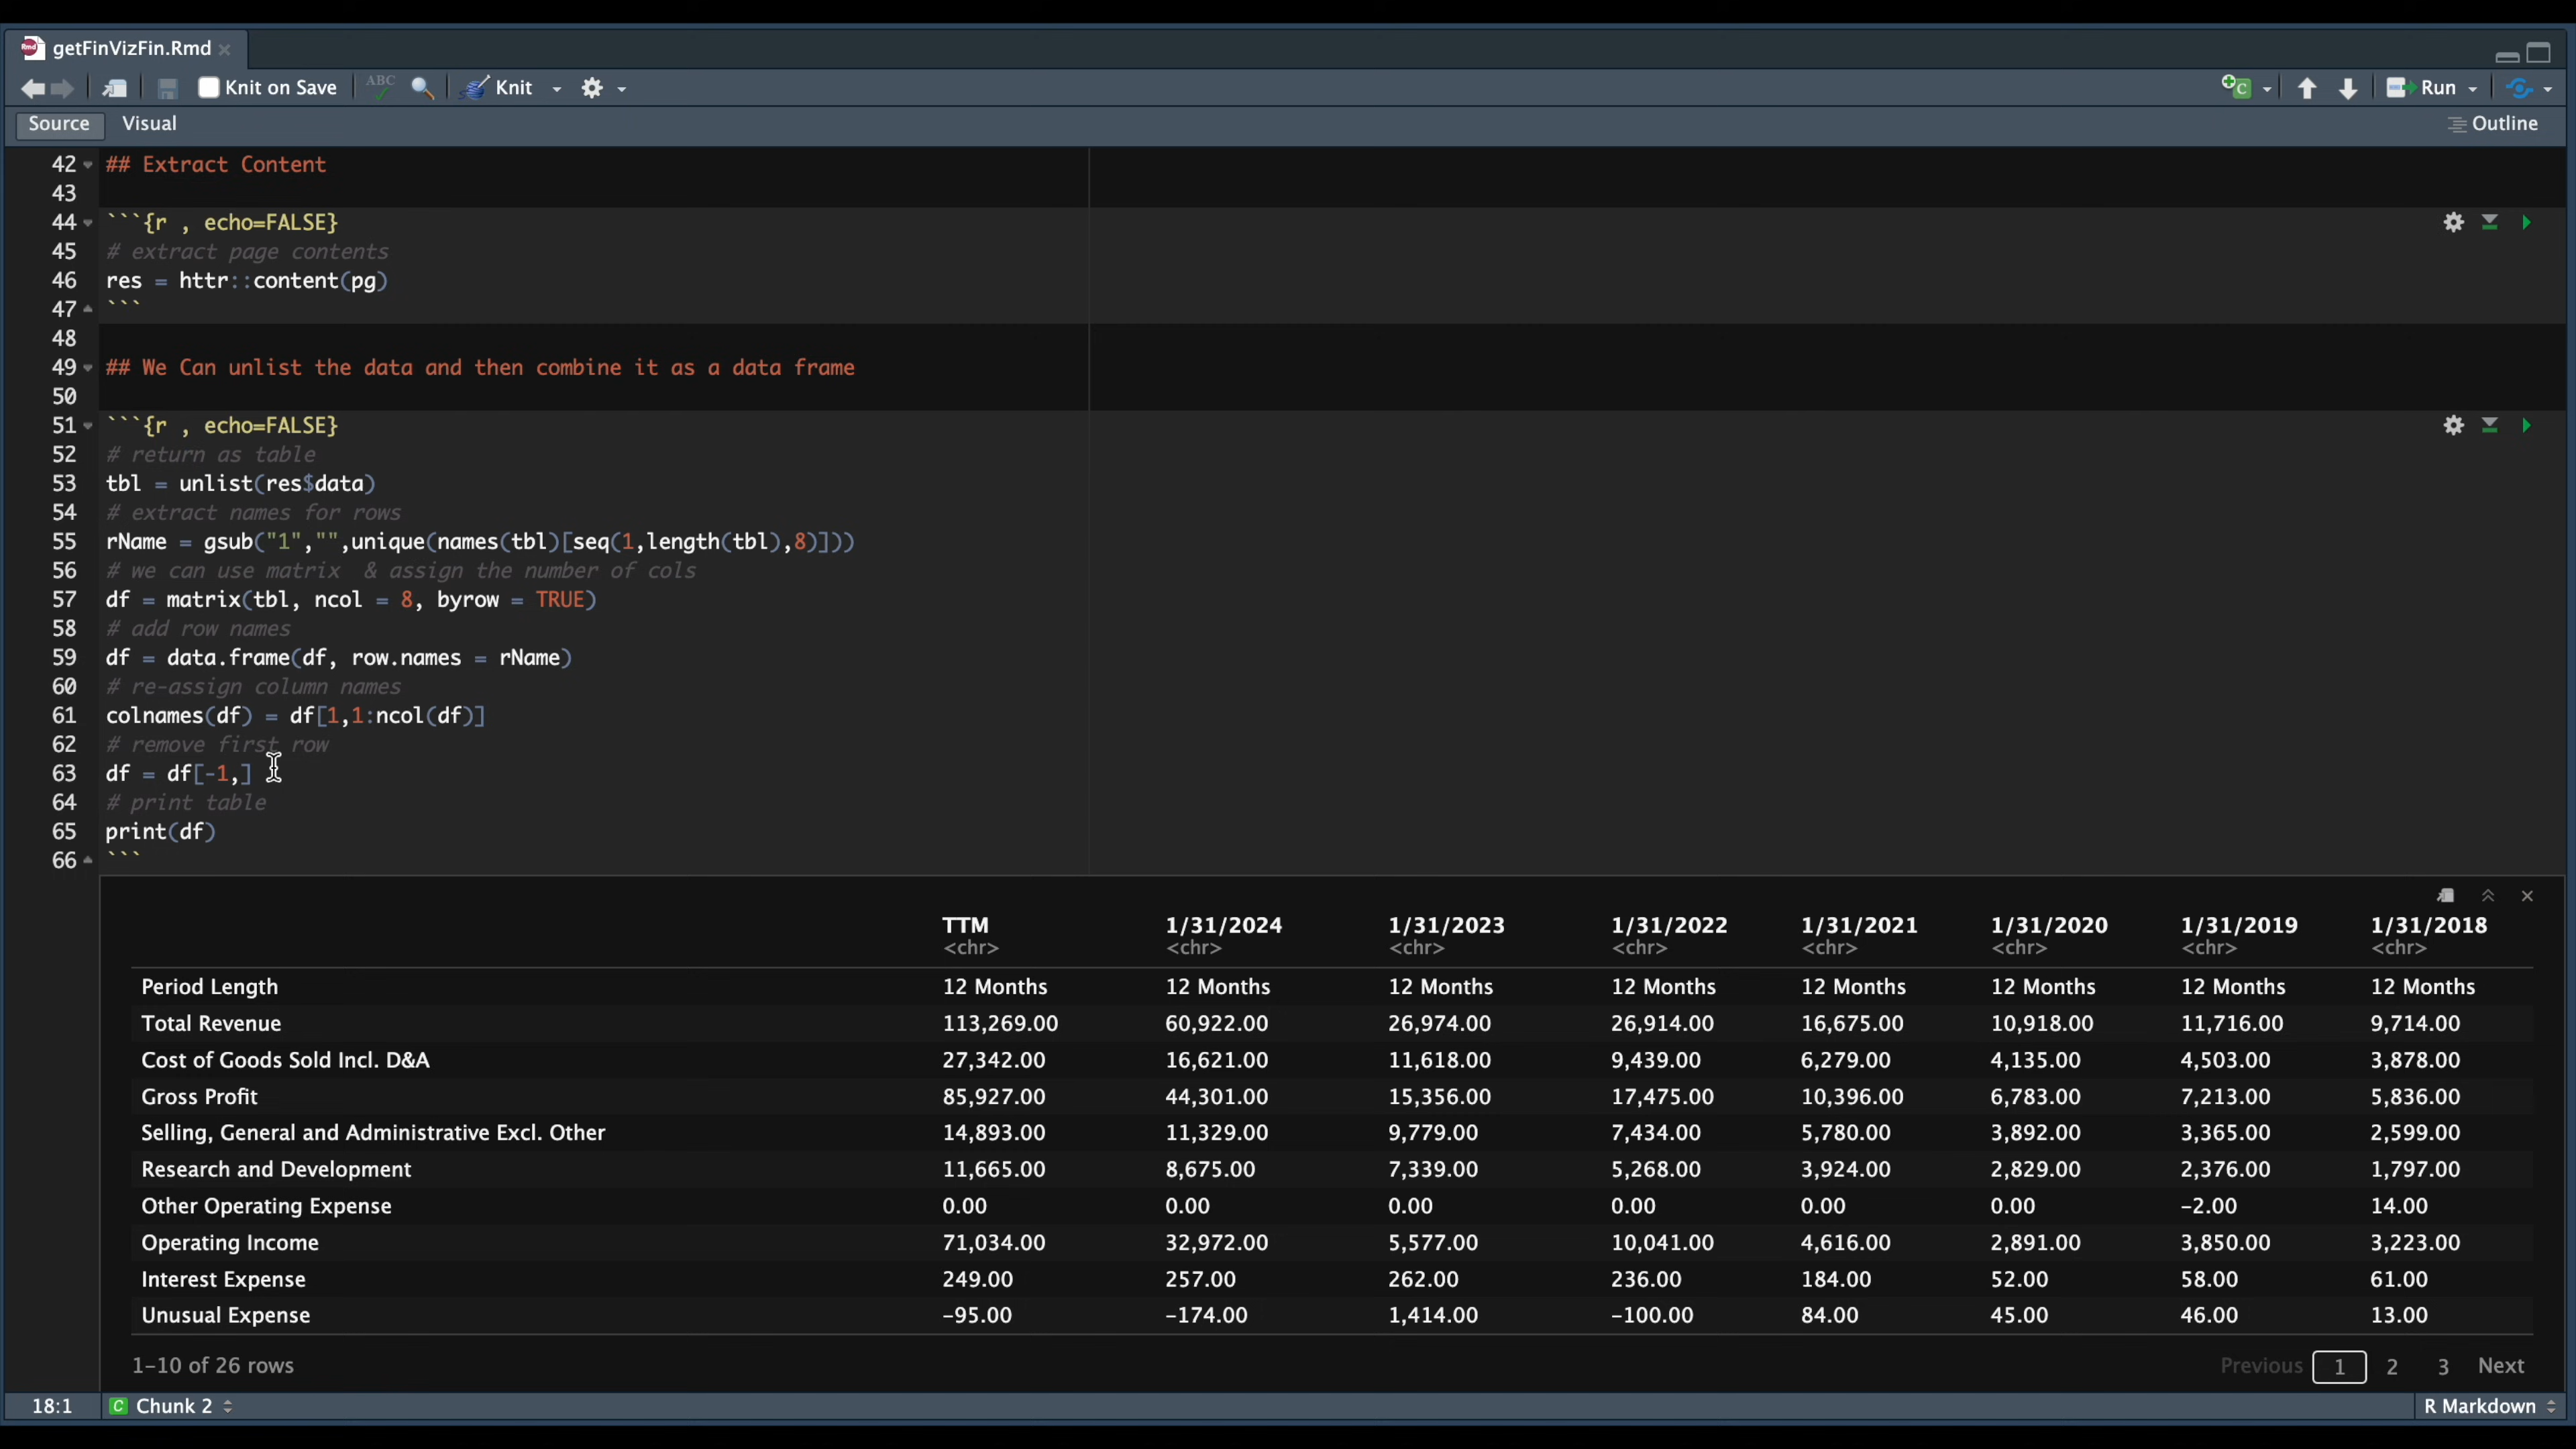 getFinVizFin.Rmd
Knit on Save ABC Knit Run
Source Visual Outline
42 ## Extract Content
43
44 ```{r , echo=FALSE}
45 # extract page contents
46 res = httr::content(pg)
47 ```
48
49 ## We Can unlist the data and then combine it as a data frame
50
51 ```{r , echo=FALSE}
52 # return as table
53 tbl = unlist(res$data)
54 # extract names for rows
55 rName = gsub("1","",unique(names(tbl)[seq(1,length(tbl),8)]))
56 # we can use matrix  & assign the number of cols
57 df = matrix(tbl, ncol = 8, byrow = TRUE)
58 # add row names
59 df = data.frame(df, row.names = rName)
60 # re-assign column names
61 colnames(df) = df[1,1:ncol(df)]
62 # remove first row
63 df = df[-1,]
64 # print table
65 print(df)
66 ```
TTM 1/31/2024 1/31/2023 1/31/2022 1/31/2021 1/31/2020 1/31/2019 1/31/2018
<chr> <chr> <chr> <chr> <chr> <chr> <chr> <chr>
Period Length 12 Months 12 Months 12 Months 12 Months 12 Months 12 Months 12 Months 12 Months
Total Revenue 113,269.00 60,922.00 26,974.00 26,914.00 16,675.00 10,918.00 11,716.00 9,714.00
Cost of Goods Sold Incl. D&A 27,342.00 16,621.00 11,618.00 9,439.00 6,279.00 4,135.00 4,503.00 3,878.00
Gross Profit 85,927.00 44,301.00 15,356.00 17,475.00 10,396.00 6,783.00 7,213.00 5,836.00
Selling, General and Administrative Excl. Other 14,893.00 11,329.00 9,779.00 7,434.00 5,780.00 3,892.00 3,365.00 2,599.00
Research and Development 11,665.00 8,675.00 7,339.00 5,268.00 3,924.00 2,829.00 2,376.00 1,797.00
Other Operating Expense 0.00 0.00 0.00 0.00 0.00 0.00 -2.00 14.00
Operating Income 71,034.00 32,972.00 5,577.00 10,041.00 4,616.00 2,891.00 3,850.00 3,223.00
Interest Expense 249.00 257.00 262.00 236.00 184.00 52.00 58.00 61.00
Unusual Expense -95.00 -174.00 1,414.00 -100.00 84.00 45.00 46.00 13.00
1-10 of 26 rows Previous 1 2 3 Next
18:1 C Chunk 2 R Markdown